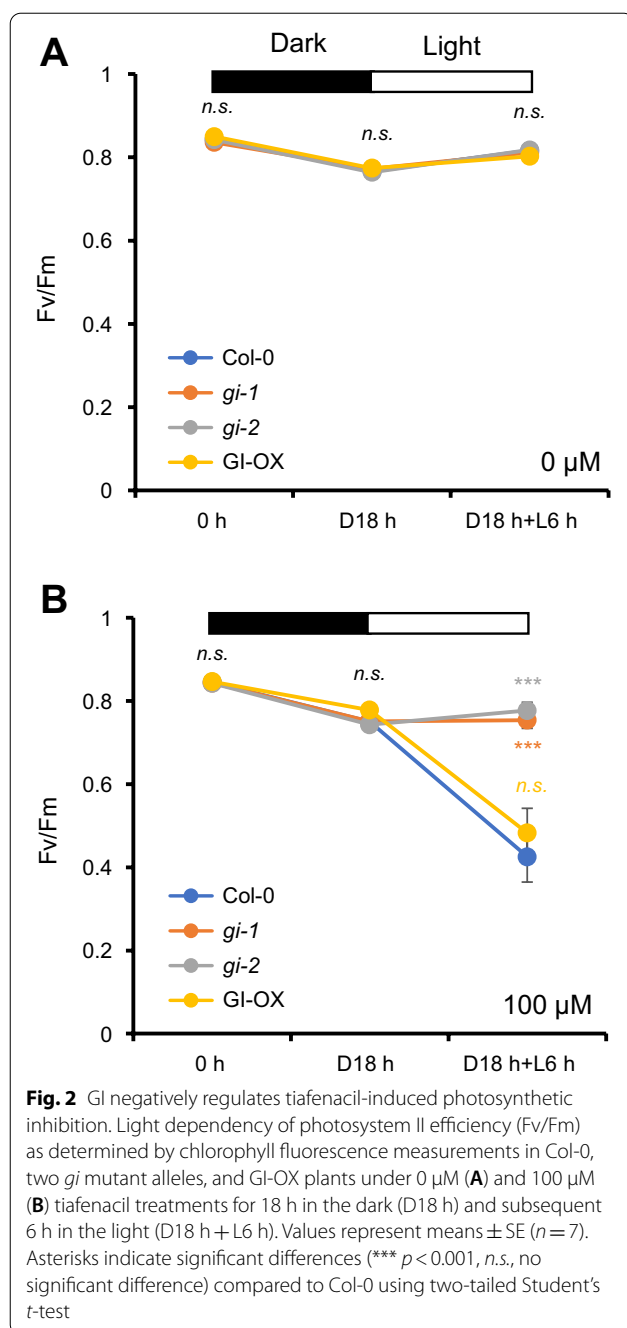 A
Dark Light
1
n.s.
n.s.
n.s.
0.8
0.6
Fv/Fm
0.4
Col-0
gi-1
0.2
gi-2
GI-OX
0 µM
0
0 h D18 h D18 h+L6 h
B
1
n.s.
n.s.
***
0.8
***
0.6
n.s.
Fv/Fm
0.4
Col-0
gi-1
0.2
gi-2
GI-OX
100 µM
0
0 h D18 h D18 h+L6 h
Fig. 2 GI negatively regulates tiafenacil-induced photosynthetic
inhibition. Light dependency of photosystem II efficiency (Fv/Fm)
as determined by chlorophyll fluorescence measurements in Col-0,
two gi mutant alleles, and GI-OX plants under 0 µM (A) and 100 µM
(B) tiafenacil treatments for 18 h in the dark (D18 h) and subsequent
6 h in the light (D18 h + L6 h). Values represent means ± SE (n = 7).
Asterisks indicate significant differences (*** p < 0.001, n.s., no
significant difference) compared to Col-0 using two-tailed Student's
t-test